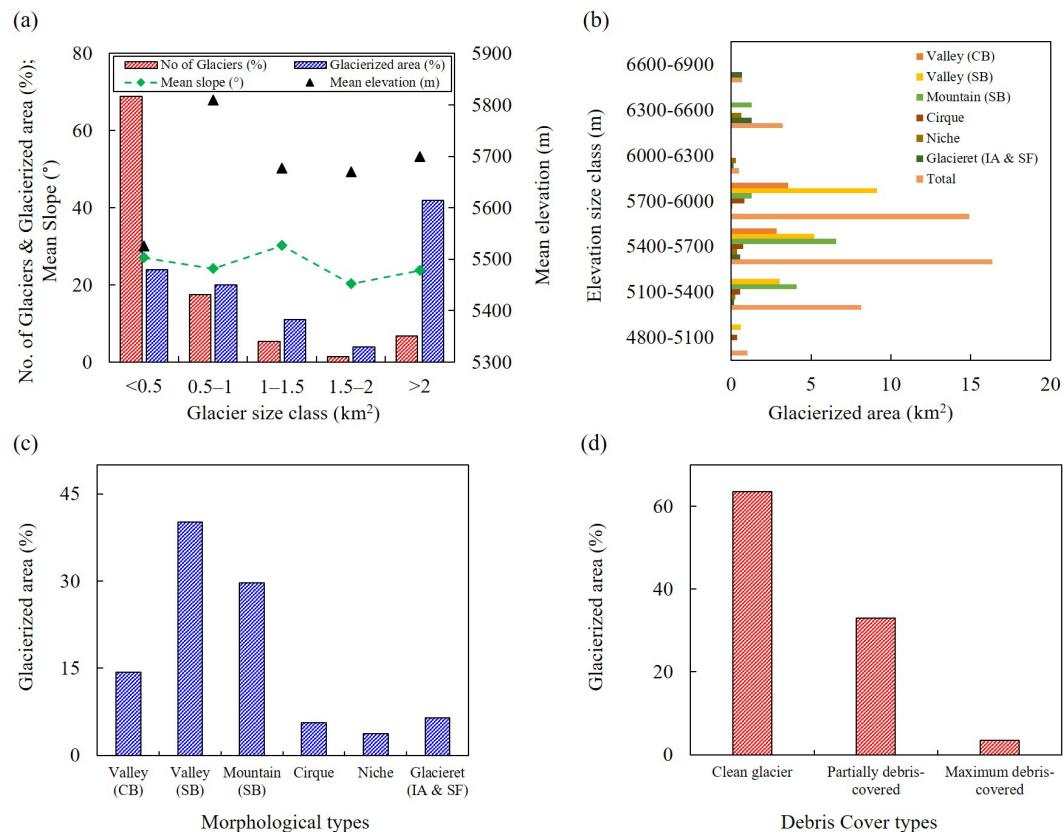 (a)
No. of Glaciers & Glacierized area (%);
Mean Slope (°)
80
60
40
20
0
No of Glaciers (%)
Glacierized area (%)
Mean slope (°)
Mean elevation (m)
5900
5800
5700
5600
5500
5400
5300
Mean elevation (m)
<0.5
0.5–1
1–1.5
1.5–2
>2
Glacier size class (km²)
(b)
Elevation size class (m)
6600-6900
6300-6600
6000-6300
5700-6000
5400-5700
5100-5400
4800-5100
Valley (CB)
Valley (SB)
Mountain (SB)
Cirque
Niche
Glacieret (IA & SF)
Total
0
5
10
15
20
Glacierized area (km²)
(c)
Glacierized area (%)
45
30
15
0
Valley
(CB)
Valley
(SB)
Mountain
(SB)
Cirque
Niche
Glacieret
(IA & SF)
Morphological types
(d)
Glacierized area (%)
60
40
20
0
Clean glacier
Partially debris-
covered
Maximum debris-
covered
Debris Cover types